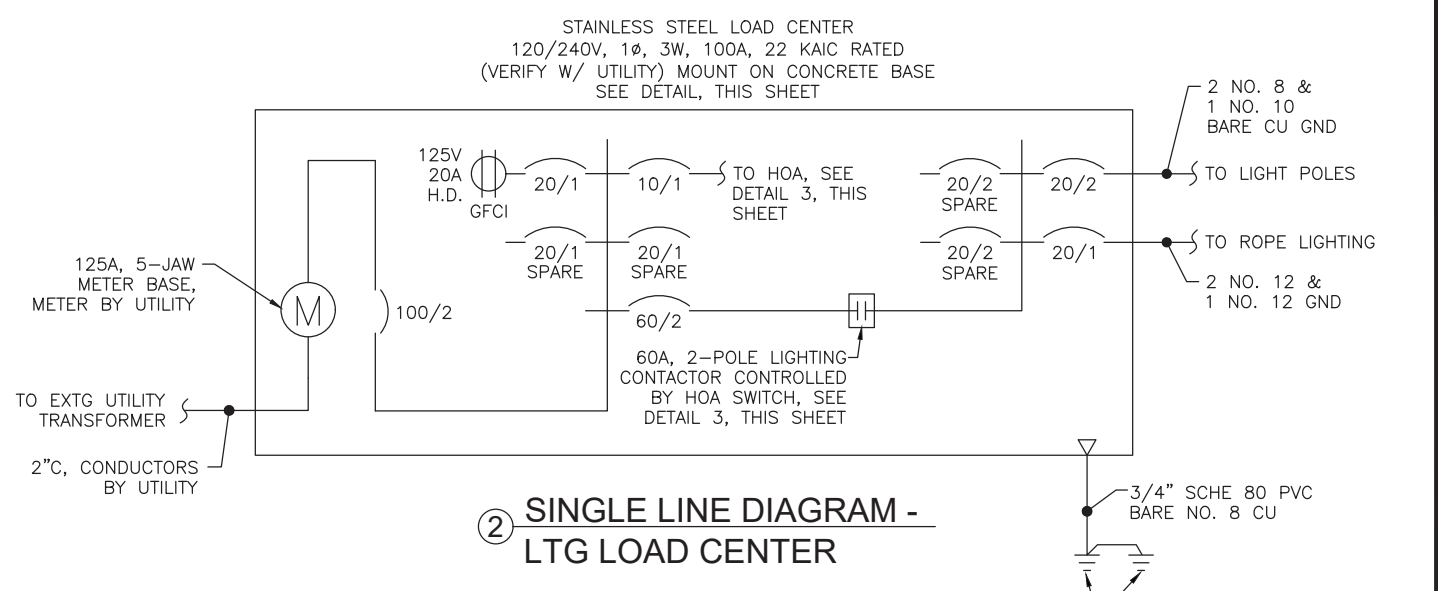 STAINLESS STEEL LOAD CENTER
120/240V, 1ø, 3W, 100A, 22 KAIC RATED
(VERIFY W/ UTILITY) MOUNT ON CONCRETE BASE
SEE DETAIL, THIS SHEET
2 NO. 8 &
1 NO. 10
BARE CU GND
125V
20A
H.D.
GFCI
20/1
10/1
TO HOA, SEE
DETAIL 3, THIS
SHEET
20/2
SPARE
20/2
TO LIGHT POLES
20/1
SPARE
20/1
SPARE
20/2
SPARE
20/1
TO ROPE LIGHTING
2 NO. 12 &
1 NO. 12 GND
125A, 5-JAW
METER BASE,
METER BY UTILITY
M
100/2
60/2
60A, 2-POLE LIGHTING
CONTACTOR CONTROLLED
BY HOA SWITCH, SEE
DETAIL 3, THIS SHEET
TO EXTG UTILITY
TRANSFORMER
2"C, CONDUCTORS
BY UTILITY
3/4" SCHE 80 PVC
BARE NO. 8 CU
2 SINGLE LINE DIAGRAM -
LTG LOAD CENTER